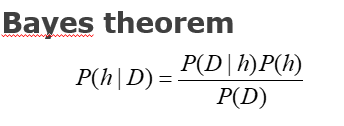 Bayes theorem
P(h | D) = P(D | h)P(h) / P(D)